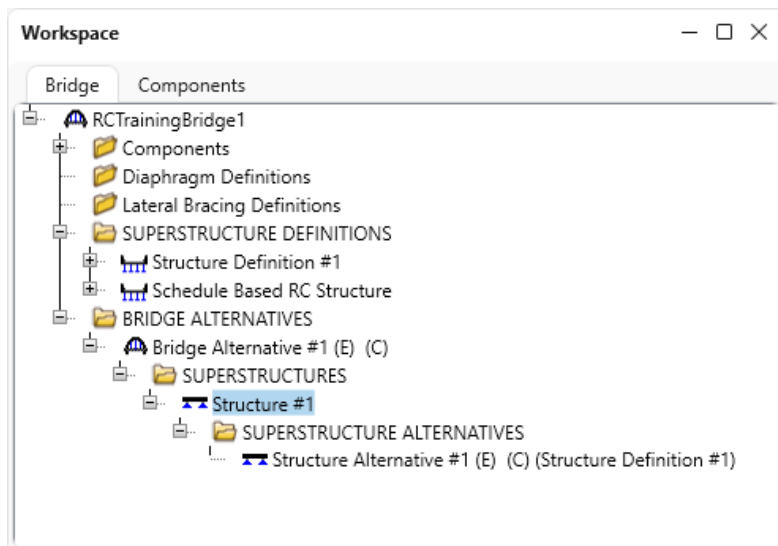 Workspace
Bridge Components
RCTrainingBridge1
Components
Diaphragm Definitions
Lateral Bracing Definitions
SUPERSTRUCTURE DEFINITIONS
Structure Definition #1
Schedule Based RC Structure
BRIDGE ALTERNATIVES
Bridge Alternative #1 (E) (C)
SUPERSTRUCTURES
Structure #1
SUPERSTRUCTURE ALTERNATIVES
Structure Alternative #1 (E) (C) (Structure Definition #1)